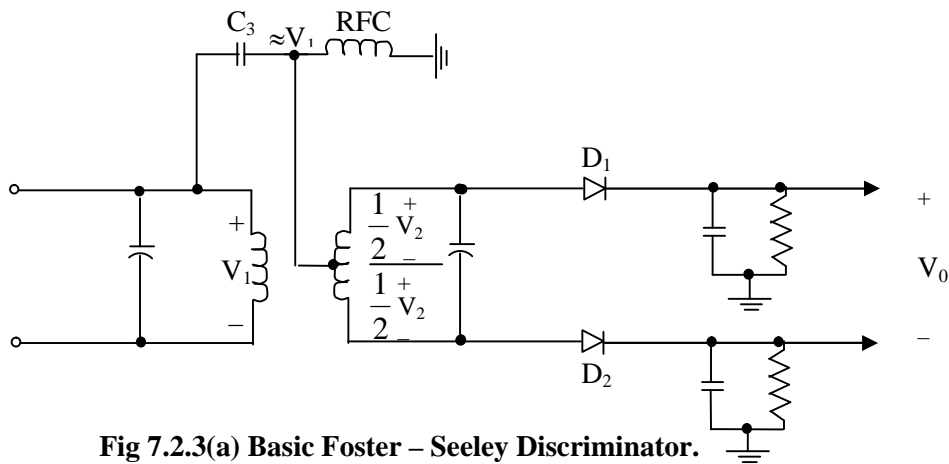 C₃ ≈V₁ RFC
D₁
+
V₁
–
1/2 V₂ + –
1/2 V₂ + –
+
V₀
–
D₂
Fig 7.2.3(a) Basic Foster – Seeley Discriminator.